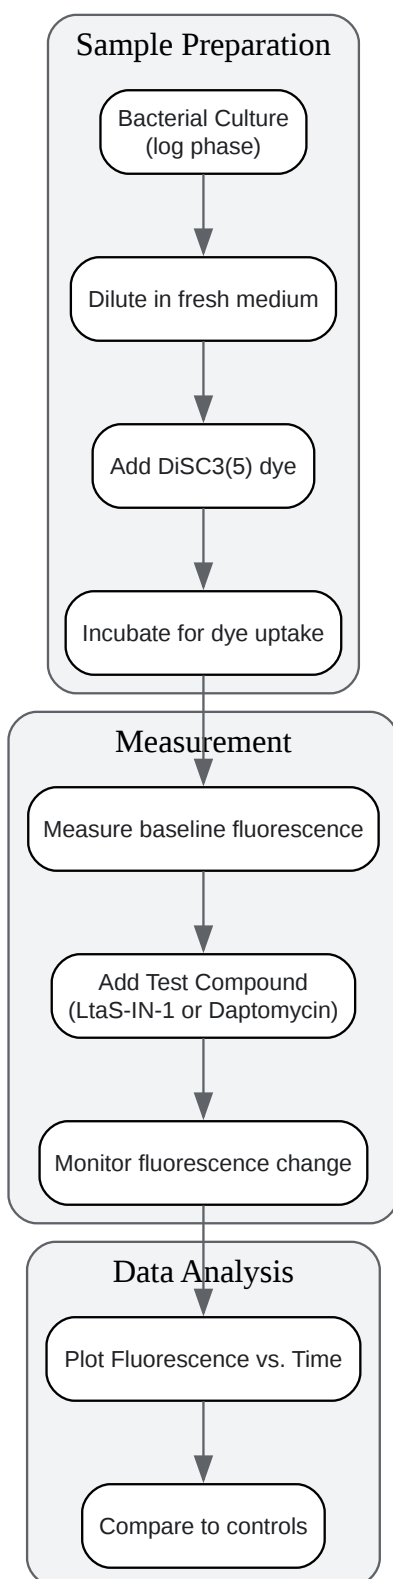 Sample Preparation
Bacterial Culture
(log phase)
Dilute in fresh medium
Add DiSC3(5) dye
Incubate for dye uptake
Measurement
Measure baseline fluorescence
Add Test Compound
(LtaS-IN-1 or Daptomycin)
Monitor fluorescence change
Data Analysis
Plot Fluorescence vs. Time
Compare to controls